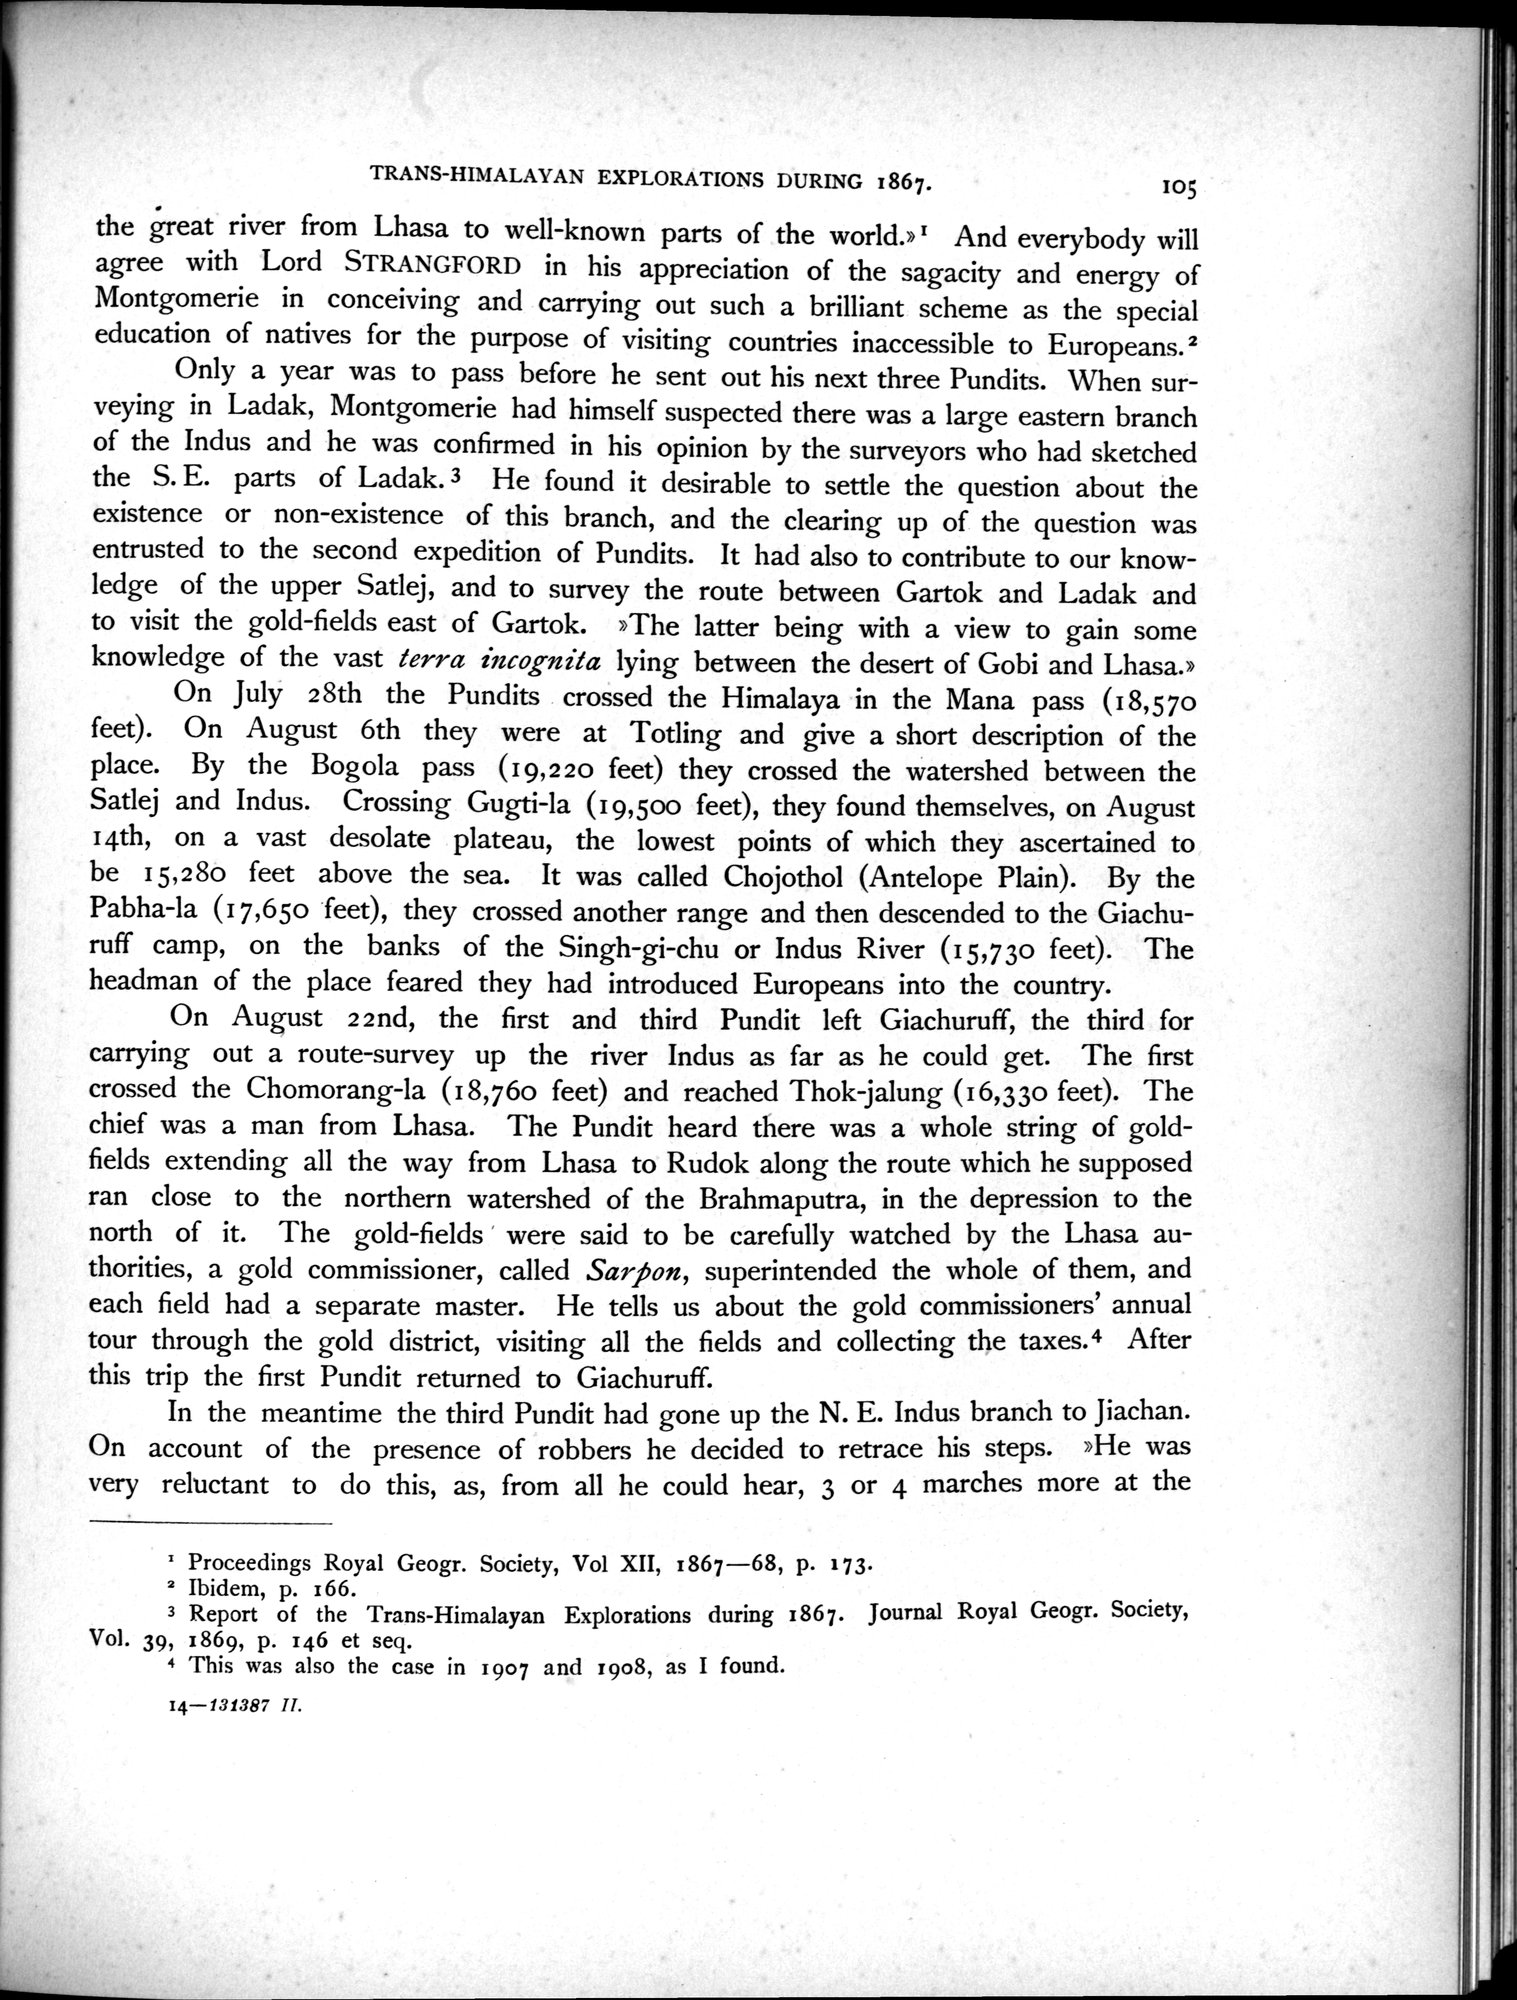 TRANS-HIMALAYAN EXPLORATIONS DURING 1867. 105
the great river from Lhasa to well-known parts of the world.»¹ And everybody will
agree with Lord STRANGFORD in his appreciation of the sagacity and energy of
Montgomerie in conceiving and carrying out such a brilliant scheme as the special
education of natives for the purpose of visiting countries inaccessible to Europeans.²
Only a year was to pass before he sent out his next three Pundits. When sur-
veying in Ladak, Montgomerie had himself suspected there was a large eastern branch
of the Indus and he was confirmed in his opinion by the surveyors who had sketched
the S. E. parts of Ladak.³ He found it desirable to settle the question about the
existence or non-existence of this branch, and the clearing up of the question was
entrusted to the second expedition of Pundits. It had also to contribute to our know-
ledge of the upper Satlej, and to survey the route between Gartok and Ladak and
to visit the gold-fields east of Gartok. »The latter being with a view to gain some
knowledge of the vast terra incognita lying between the desert of Gobi and Lhasa.»
On July 28th the Pundits crossed the Himalaya in the Mana pass (18,570
feet). On August 6th they were at Totling and give a short description of the
place. By the Bogola pass (19,220 feet) they crossed the watershed between the
Satlej and Indus. Crossing Gugti-la (19,500 feet), they found themselves, on August
14th, on a vast desolate plateau, the lowest points of which they ascertained to
be 15,280 feet above the sea. It was called Chojothol (Antelope Plain). By the
Pabha-la (17,650 feet), they crossed another range and then descended to the Giachu-
ruff camp, on the banks of the Singh-gi-chu or Indus River (15,730 feet). The
headman of the place feared they had introduced Europeans into the country.
On August 22nd, the first and third Pundit left Giachuruff, the third for
carrying out a route-survey up the river Indus as far as he could get. The first
crossed the Chomorang-la (18,760 feet) and reached Thok-jalung (16,330 feet). The
chief was a man from Lhasa. The Pundit heard there was a whole string of gold-
fields extending all the way from Lhasa to Rudok along the route which he supposed
ran close to the northern watershed of the Brahmaputra, in the depression to the
north of it. The gold-fields were said to be carefully watched by the Lhasa au-
thorities, a gold commissioner, called Sarpon, superintended the whole of them, and
each field had a separate master. He tells us about the gold commissioners' annual
tour through the gold district, visiting all the fields and collecting the taxes.⁴ After
this trip the first Pundit returned to Giachuruff.
In the meantime the third Pundit had gone up the N. E. Indus branch to Jiachan.
On account of the presence of robbers he decided to retrace his steps. »He was
very reluctant to do this, as, from all he could hear, 3 or 4 marches more at the
¹ Proceedings Royal Geogr. Society, Vol XII, 1867—68, p. 173.
² Ibidem, p. 166.
³ Report of the Trans-Himalayan Explorations during 1867. Journal Royal Geogr. Society,
Vol. 39, 1869, p. 146 et seq.
⁴ This was also the case in 1907 and 1908, as I found.
14—131387 II.